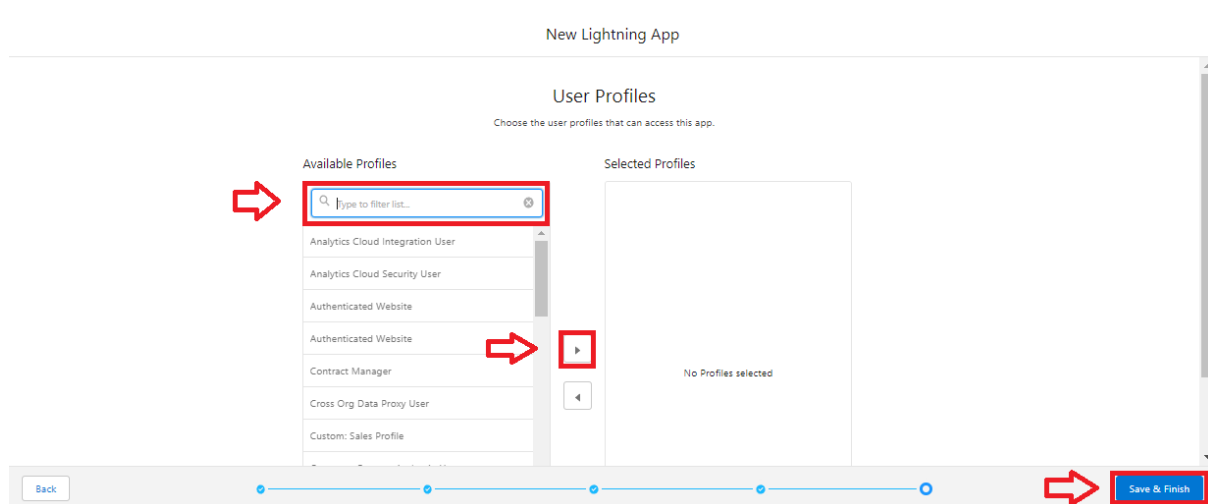 New Lightning App
User Profiles
Choose the user profiles that can access this app.
Available Profiles
Selected Profiles
Type to filter list...
Analytics Cloud Integration User
Analytics Cloud Security User
Authenticated Website
Authenticated Website
Contract Manager
Cross Org Data Proxy User
Custom: Sales Profile
No Profiles selected
Back
Save & Finish